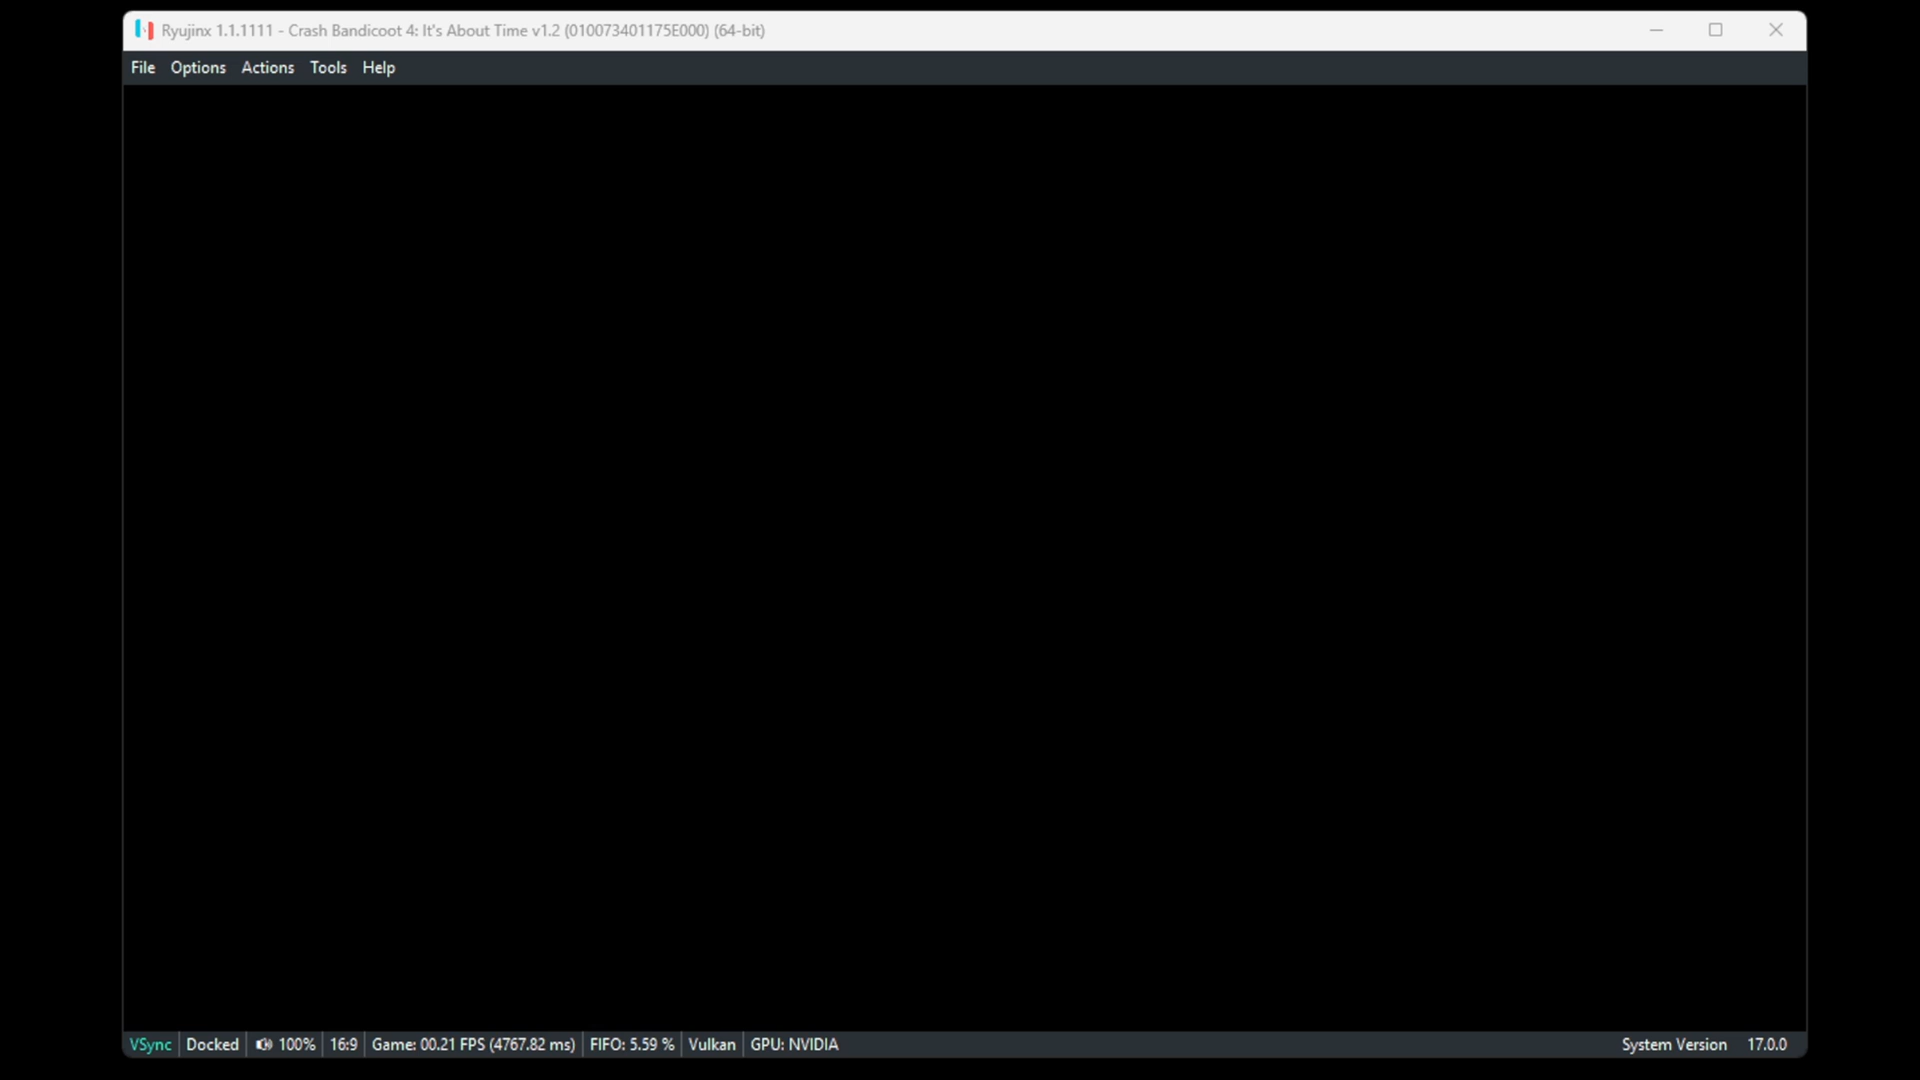 Ryujinx 1.1.1111 - Crash Bandicoot 4: It's About Time v1.2 (010073401175E000) (64-bit)
File Options Actions Tools Help
VSync Docked 100% 16:9 Game: 00.21 FPS (4767.82 ms) FIFO: 5.59 % Vulkan GPU: NVIDIA System Version 17.0.0